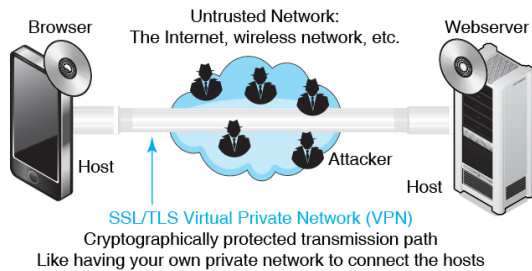 Untrusted Network:
The Internet, wireless network, etc.
Browser
Webserver
Host
Attacker
Host
SSL/TLS Virtual Private Network (VPN)
Cryptographically protected transmission path
Like having your own private network to connect the hosts